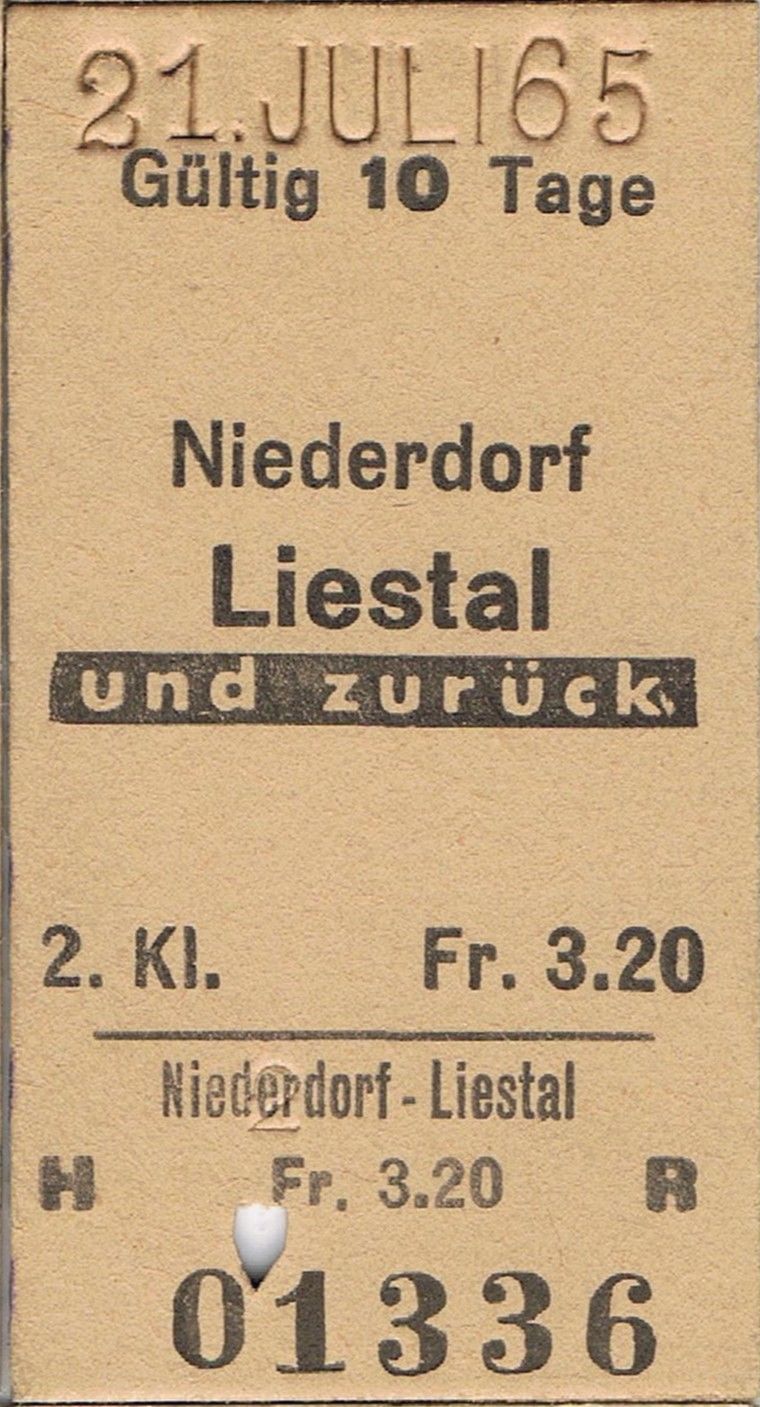 21.JULI65
Gültig 10 Tage
Niederdorf
Liestal
und zurück
2. Kl. Fr. 3.20
Niederdorf - Liestal
2
H Fr. 3.20 R
01336